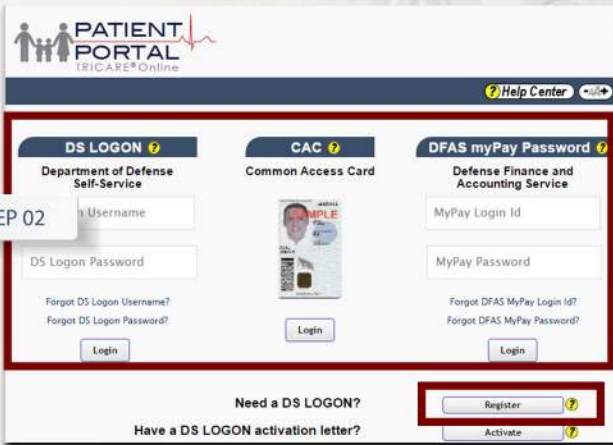 PATIENT
PORTAL
TRICARE® Online
Help Center
DS LOGON ?
Department of Defense
Self-Service
Username
DS Logon Password
Forgot DS Logon Username?
Forgot DS Logon Password?
Login
EP 02
CAC ?
Common Access Card
SAMPLE
Login
DFAS myPay Password ?
Defense Finance and
Accounting Service
MyPay Login Id
MyPay Password
Forgot DFAS MyPay Login Id?
Forgot DFAS MyPay Password?
Login
Need a DS LOGON?
Register ?
Have a DS LOGON activation letter?
Activate ?